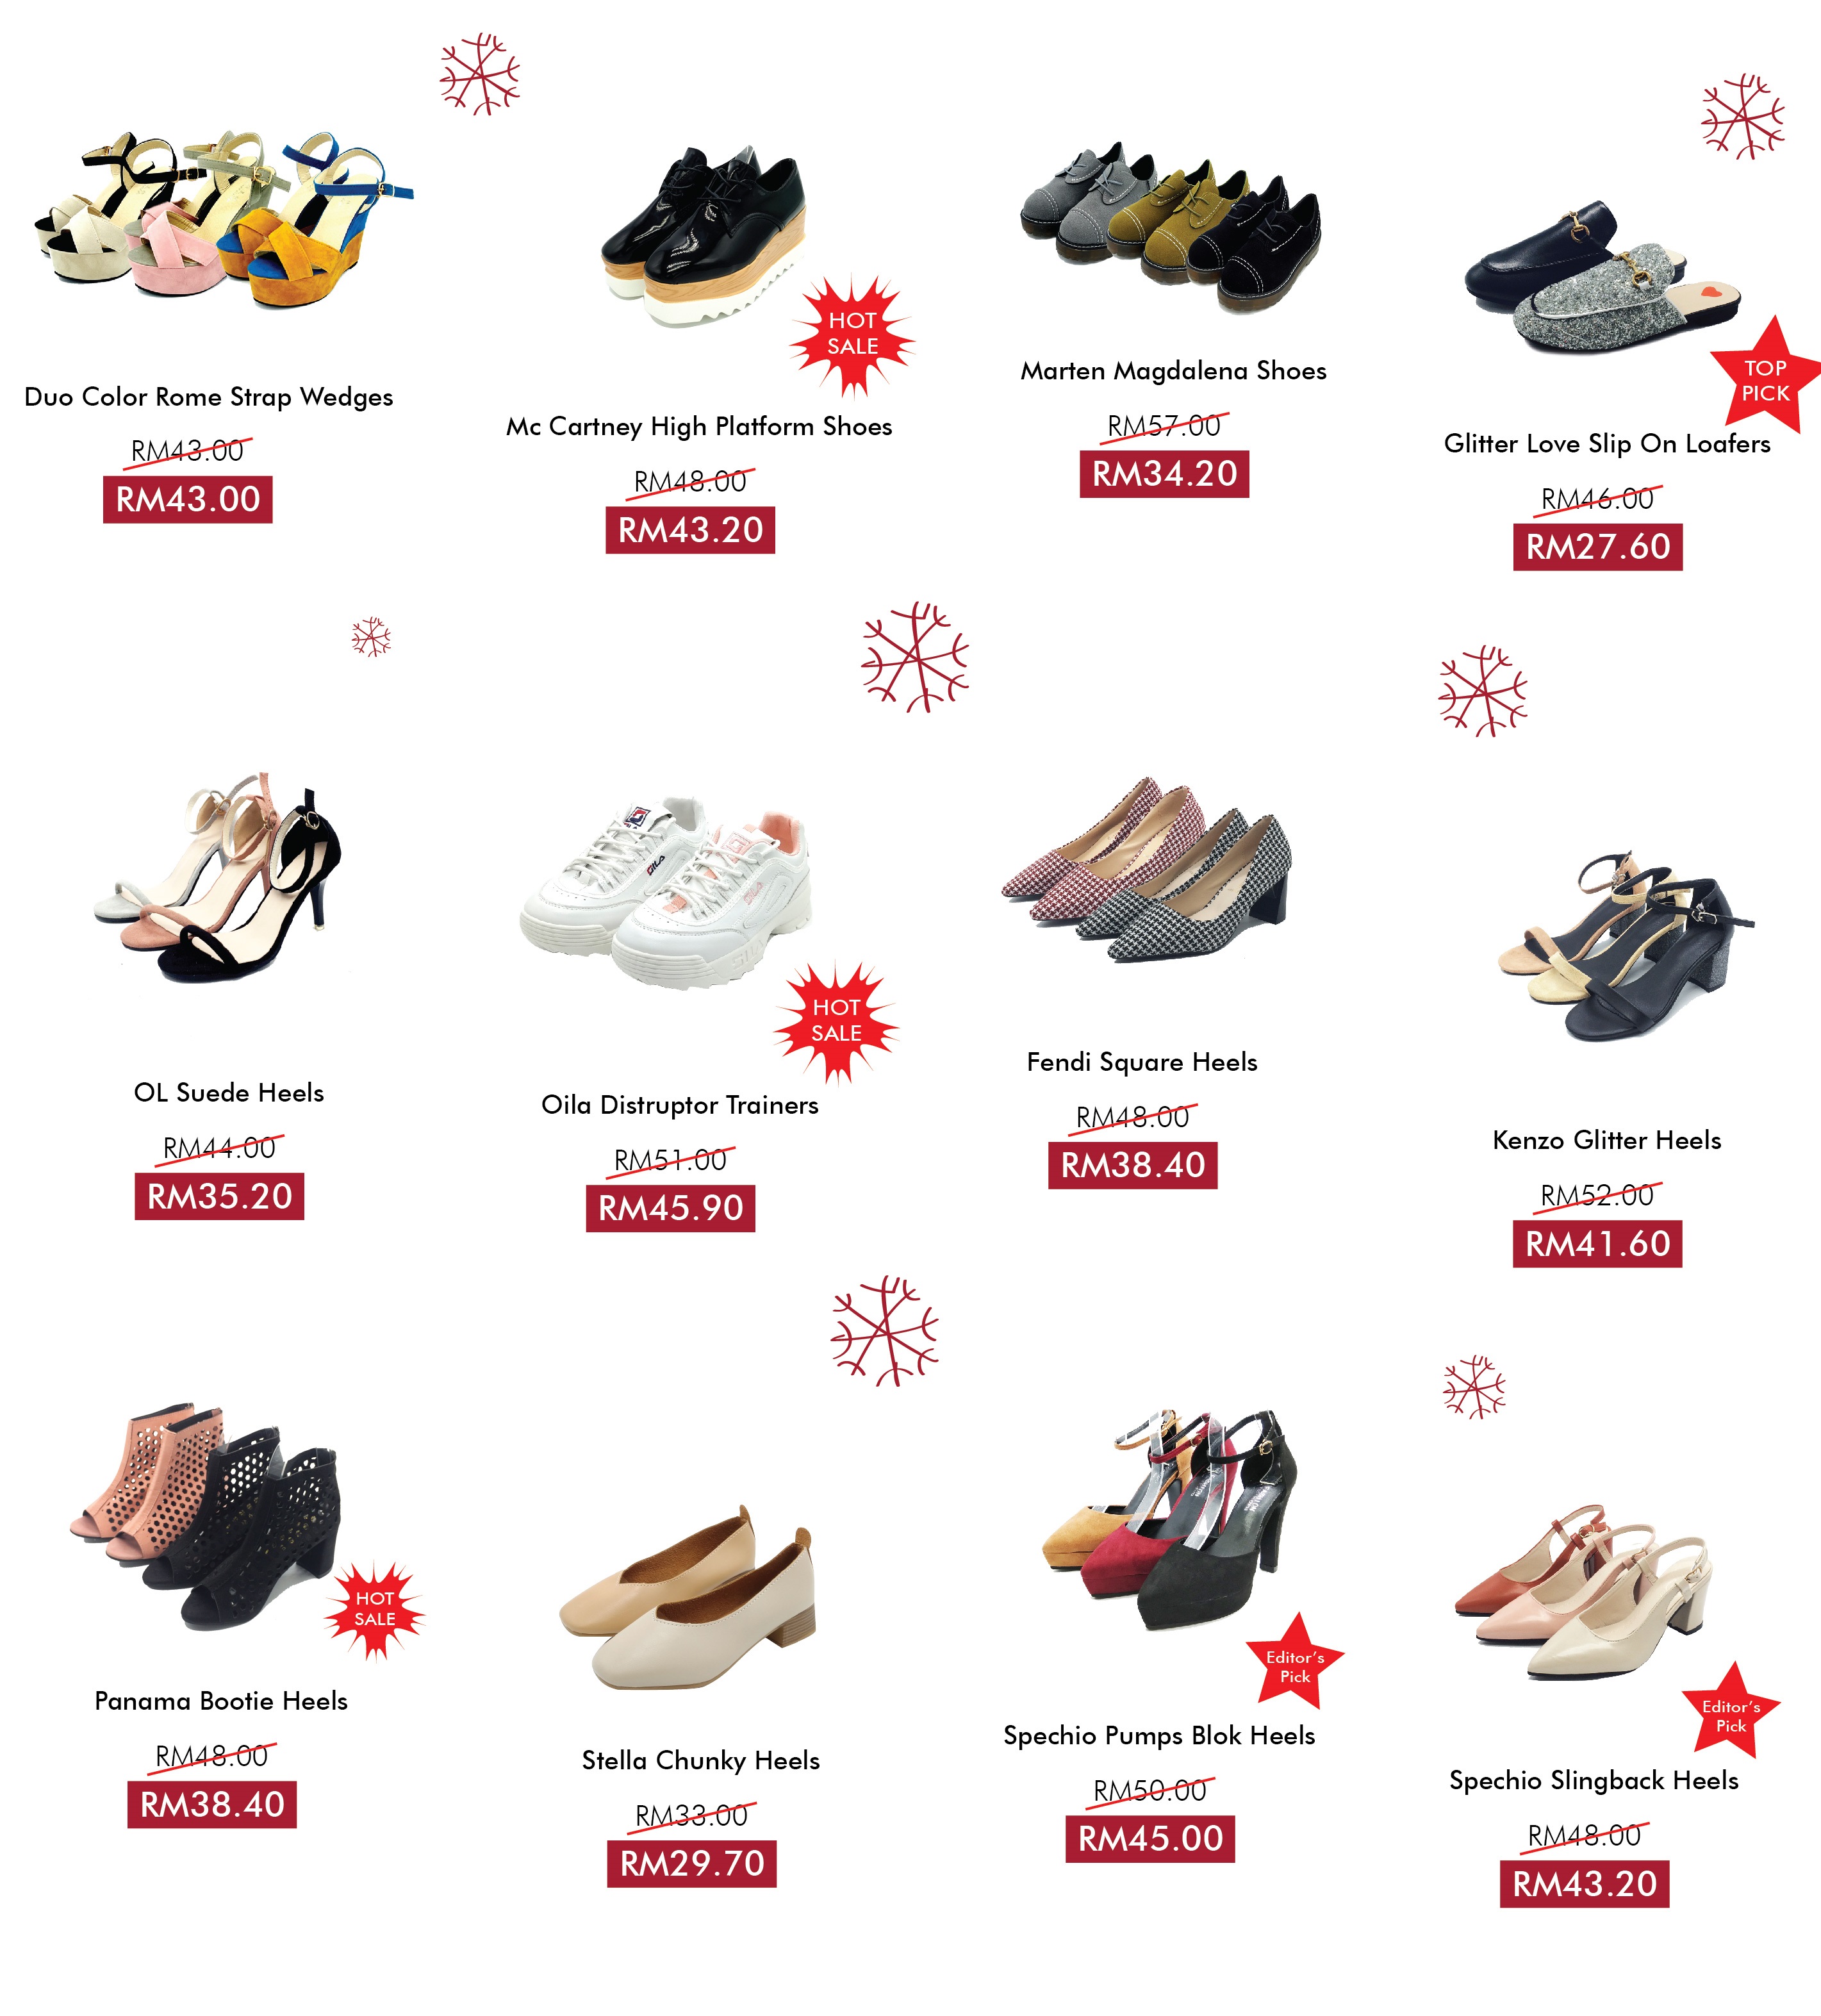 Duo Color Rome Strap Wedges
RM43.00
RM43.00
HOT
SALE
Mc Cartney High Platform Shoes
RM48.00
RM43.20
Marten Magdalena Shoes
RM57.00
RM34.20
TOP
PICK
Glitter Love Slip On Loafers
RM46.00
RM27.60
OL Suede Heels
RM44.00
RM35.20
HOT
SALE
Oila Distruptor Trainers
RM51.00
RM45.90
Fendi Square Heels
RM48.00
RM38.40
Kenzo Glitter Heels
RM52.00
RM41.60
HOT
SALE
Panama Bootie Heels
RM48.00
RM38.40
Stella Chunky Heels
RM33.00
RM29.70
Editor's
Pick
Spechio Pumps Blok Heels
RM50.00
RM45.00
Editor's
Pick
Spechio Slingback Heels
RM48.00
RM43.20